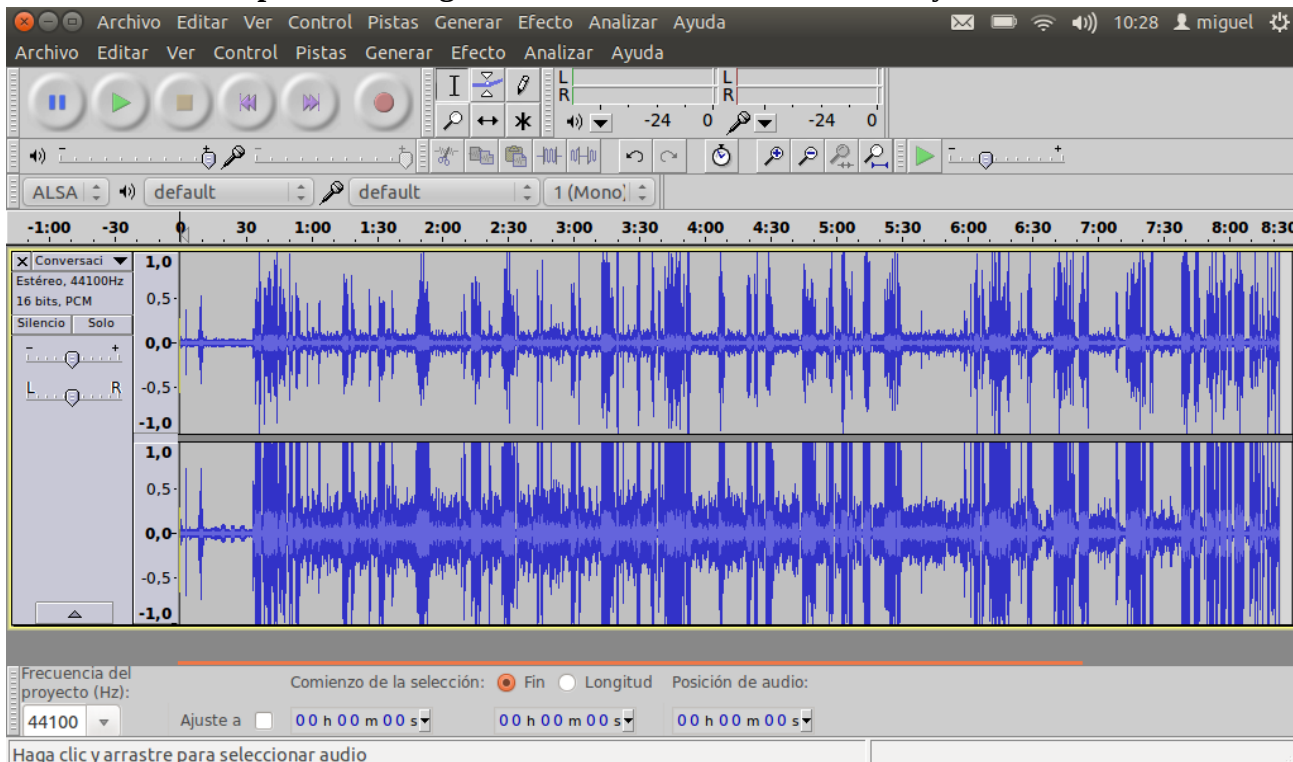 Archivo Editar Ver Control Pistas Generar Efecto Analizar Ayuda 10:28 miguel
Archivo Editar Ver Control Pistas Generar Efecto Analizar Ayuda
L L
R R
-24 0 -24 0
- + - + - +
ALSA default default 1 (Mono)
-1:00 -30 0 30 1:00 1:30 2:00 2:30 3:00 3:30 4:00 4:30 5:00 5:30 6:00 6:30 7:00 7:30 8:00 8:30
X Conversaci 1,0
Estéreo, 44100Hz
16 bits, PCM 0,5
Silencio Solo
- + 0,0
L R -0,5
-1,0
1,0
0,5
0,0
-0,5
-1,0
Frecuencia del
proyecto (Hz): Comienzo de la selección: Fin Longitud Posición de audio:
44100 Ajuste a 00 h 00 m 00 s 00 h 00 m 00 s 00 h 00 m 00 s
Haga clic y arrastre para seleccionar audio